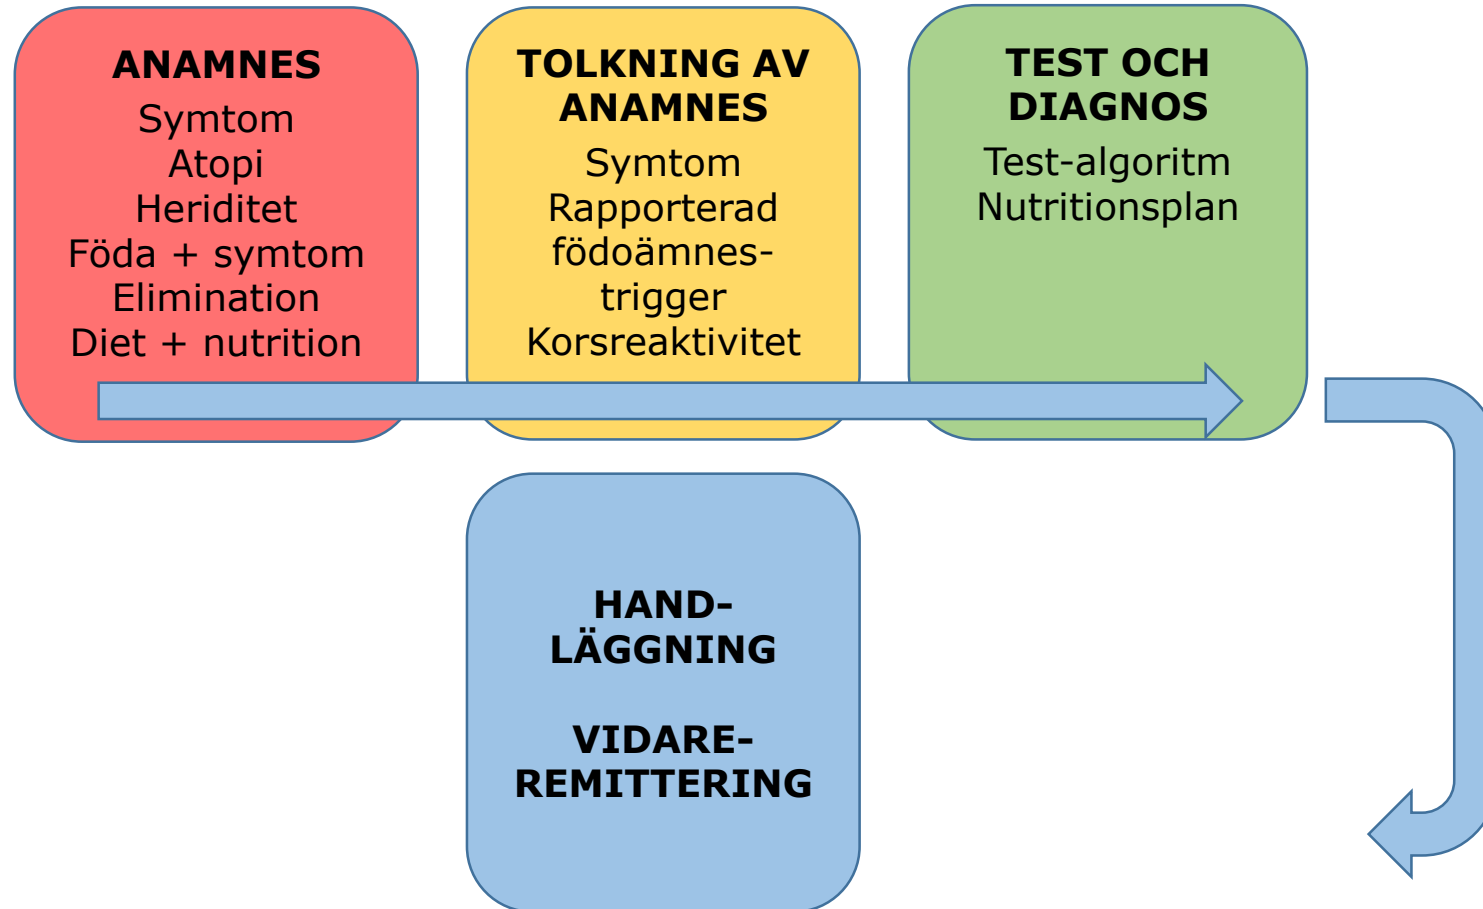 ANAMNES
Symtom
Atopi
Heriditet
Föda + symtom
Elimination
Diet + nutrition
TOLKNING AV
ANAMNES
Symtom
Rapporterad
födoämnes-
trigger
Korsreaktivitet
TEST OCH
DIAGNOS
Test-algoritm
Nutritionsplan
HAND-
LÄGGNING
VIDARE-
REMITTERING